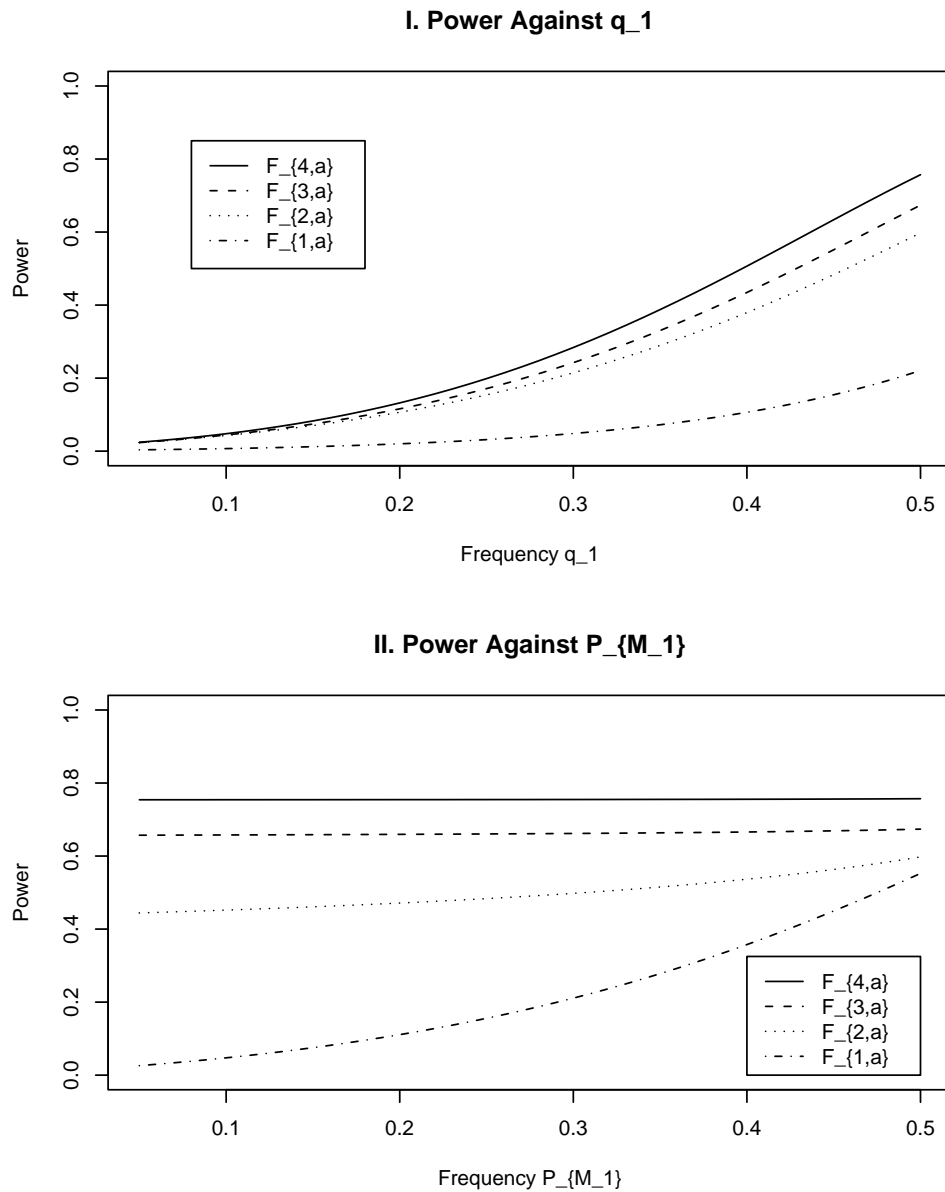 I. Power Against q_1
1.0
0.8
0.6
0.4
0.2
0.0
Power
F_{4,a}
F_{3,a}
F_{2,a}
F_{1,a}
0.1 0.2 0.3 0.4 0.5
Frequency q_1
II. Power Against P_{M_1}
1.0
0.8
0.6
0.4
0.2
0.0
Power
F_{4,a}
F_{3,a}
F_{2,a}
F_{1,a}
0.1 0.2 0.3 0.4 0.5
Frequency P_{M_1}